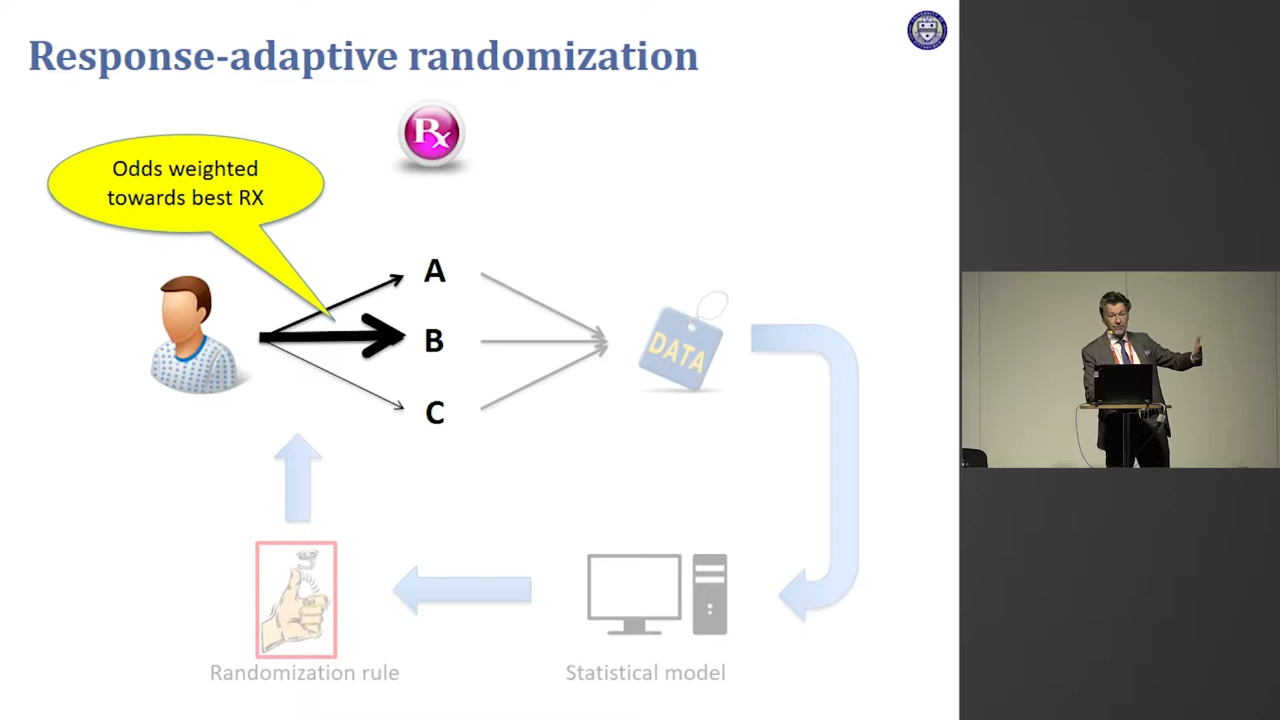 Response-adaptive randomization
Rx
Odds weighted
towards best RX
A
B
C
DATA
Randomization rule
Statistical model